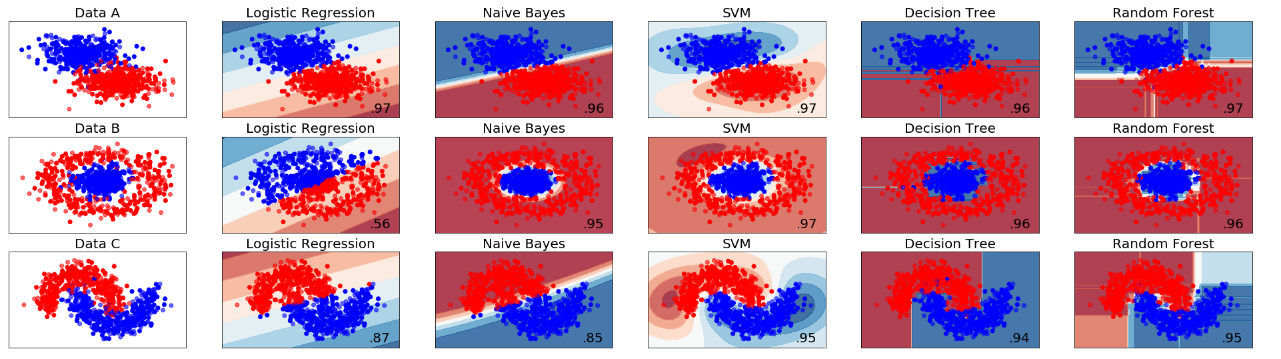 Data A Logistic Regression Naive Bayes SVM Decision Tree Random Forest
.97 .96 .97 .96 .97
Data B Logistic Regression Naive Bayes SVM Decision Tree Random Forest
.56 .95 .97 .96 .96
Data C Logistic Regression Naive Bayes SVM Decision Tree Random Forest
.87 .85 .95 .94 .95